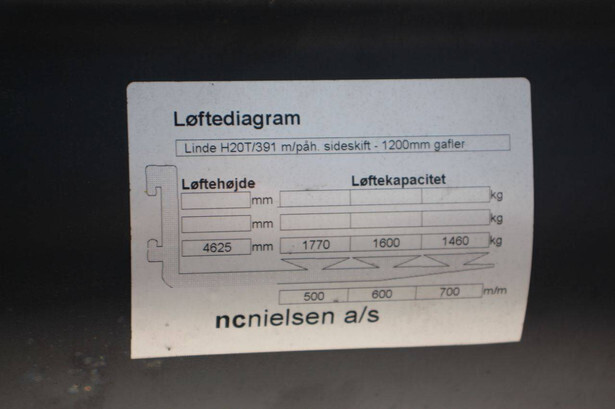 Løftediagram
Linde H20T/391 m/påh. sideskift - 1200mm gafler
Løftehøjde Løftekapacitet
mm kg
mm kg
4625 mm 1770 1600 1460 kg
500 600 700 m/m
ncnielsen a/s